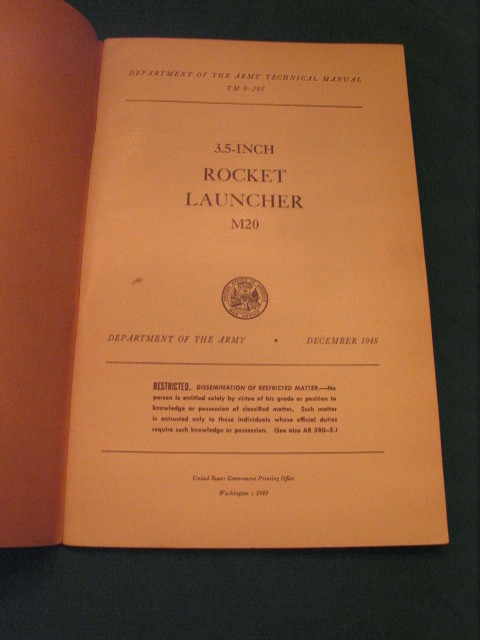 DEPARTMENT OF THE ARMY TECHNICAL MANUAL
TM 9-297
3.5-INCH
ROCKET
LAUNCHER
M20
DEPARTMENT OF THE ARMY • DECEMBER 1948
RESTRICTED. DISSEMINATION OF RESTRICTED MATTER.—No
person is entitled solely by virtue of his grade or position to
knowledge or possession of classified matter. Such matter
is entrusted only to those individuals whose official duties
require such knowledge or possession. (See also AR 380-5.)
United States Government Printing Office
Washington : 1949